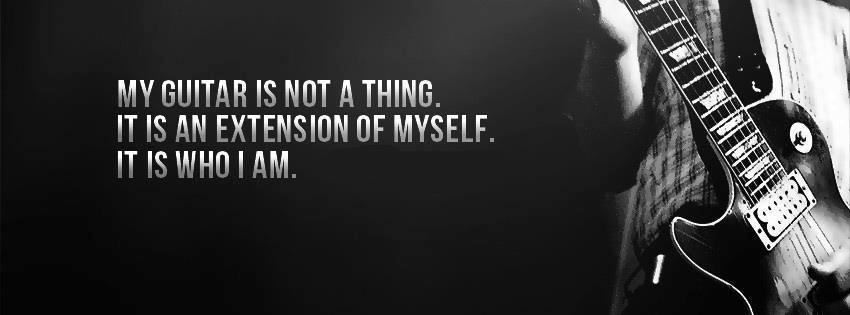 MY GUITAR IS NOT A THING.
IT IS AN EXTENSION OF MYSELF.
IT IS WHO I AM.